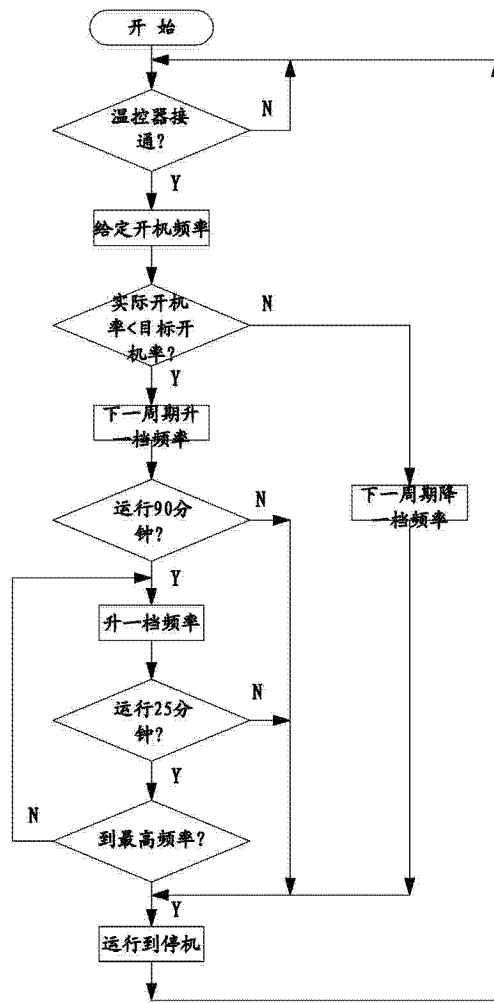 开 始
温控器接
通？
N
Y
给定开机频率
实际开机
率<目标开
机率？
N
Y
下一周期升
一档频率
下一周期降
一档频率
运行90分
钟？
N
Y
升一档频率
运行25分
钟？
N
Y
到最高频率？
N
Y
运行到停机